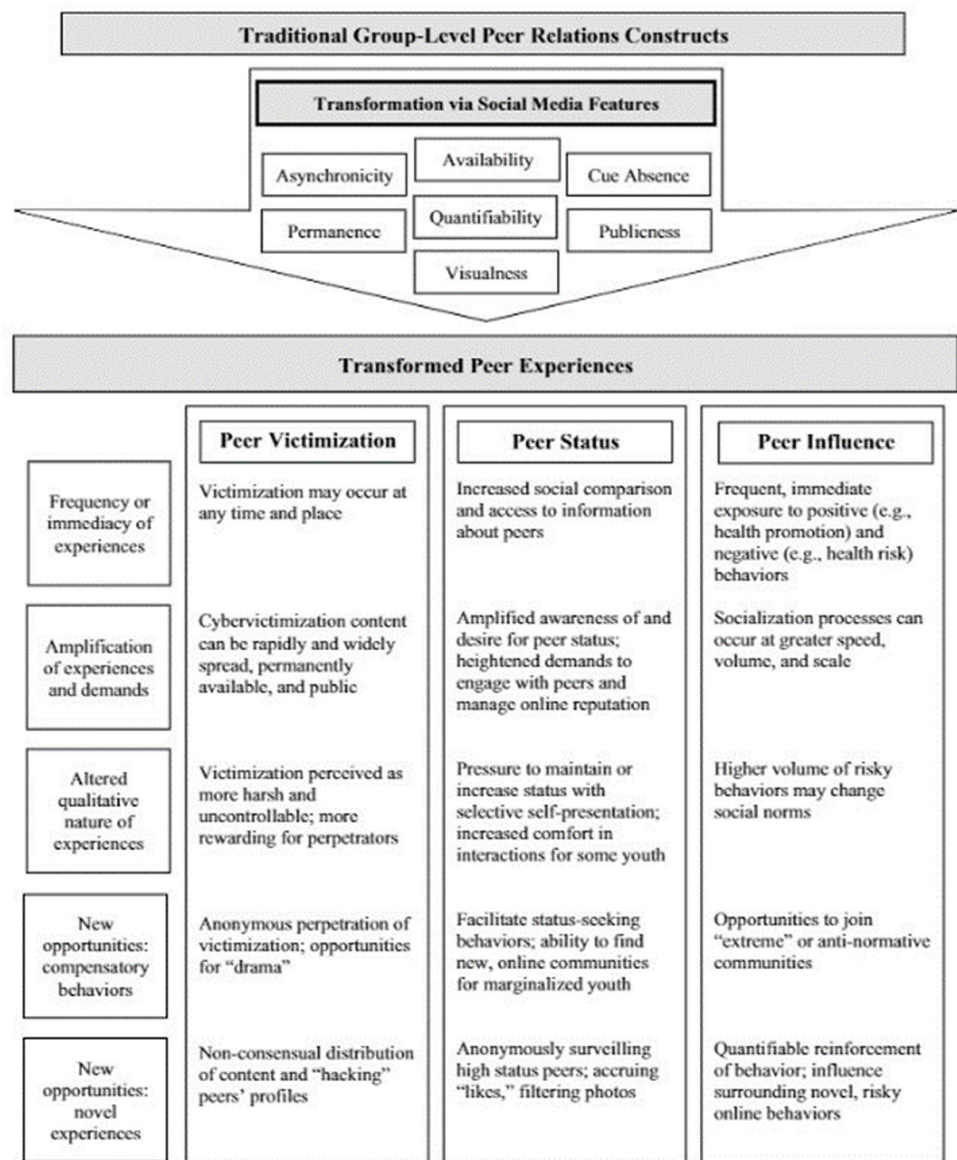 Traditional Group-Level Peer Relations Constructs
Transformation via Social Media Features
Asynchronicity
Availability
Cue Absence
Permanence
Quantifiability
Publicness
Visualness
Transformed Peer Experiences
Peer Victimization
Peer Status
Peer Influence
Frequency or
immediacy of
experiences
Victimization may occur at
any time and place
Increased social comparison
and access to information
about peers
Frequent, immediate
exposure to positive (e.g.,
health promotion) and
negative (e.g., health risk)
behaviors
Amplification
of experiences
and demands
Cybervictimization content
can be rapidly and widely
spread, permanently
available, and public
Amplified awareness of and
desire for peer status;
heightened demands to
engage with peers and
manage online reputation
Socialization processes can
occur at greater speed,
volume, and scale
Altered
qualitative
nature of
experiences
Victimization perceived as
more harsh and
uncontrollable; more
rewarding for perpetrators
Pressure to maintain or
increase status with
selective self-presentation;
increased comfort in
interactions for some youth
Higher volume of risky
behaviors may change
social norms
New
opportunities:
compensatory
behaviors
Anonymous perpetration of
victimization; opportunities
for “drama”
Facilitate status-seeking
behaviors; ability to find
new, online communities
for marginalized youth
Opportunities to join
“extreme” or anti-normative
communities
New
opportunities:
novel
experiences
Non-consensual distribution
of content and “hacking”
peers’ profiles
Anonymously surveilling
high status peers; accruing
“likes,” filtering photos
Quantifiable reinforcement
of behavior; influence
surrounding novel, risky
online behaviors